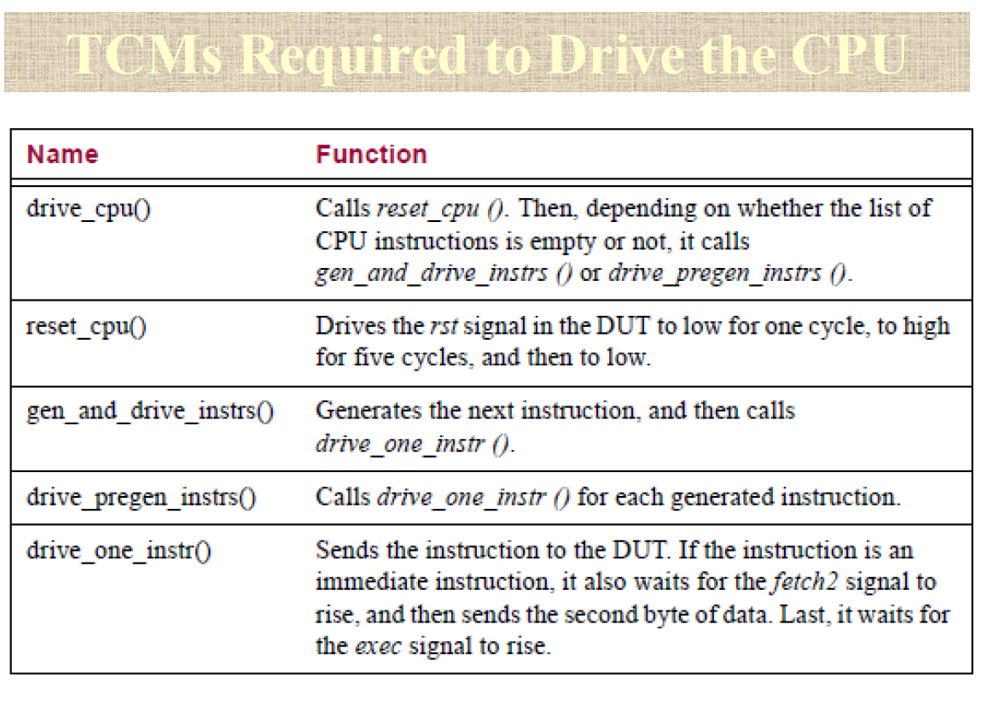 TCMs Required to Drive the CPU
Name Function
drive_cpu() Calls reset_cpu (). Then, depending on whether the list of
CPU instructions is empty or not, it calls
gen_and_drive_instrs () or drive_pregen_instrs ().
reset_cpu() Drives the rst signal in the DUT to low for one cycle, to high
for five cycles, and then to low.
gen_and_drive_instrs() Generates the next instruction, and then calls
drive_one_instr ().
drive_pregen_instrs() Calls drive_one_instr () for each generated instruction.
drive_one_instr() Sends the instruction to the DUT. If the instruction is an
immediate instruction, it also waits for the fetch2 signal to
rise, and then sends the second byte of data. Last, it waits for
the exec signal to rise.